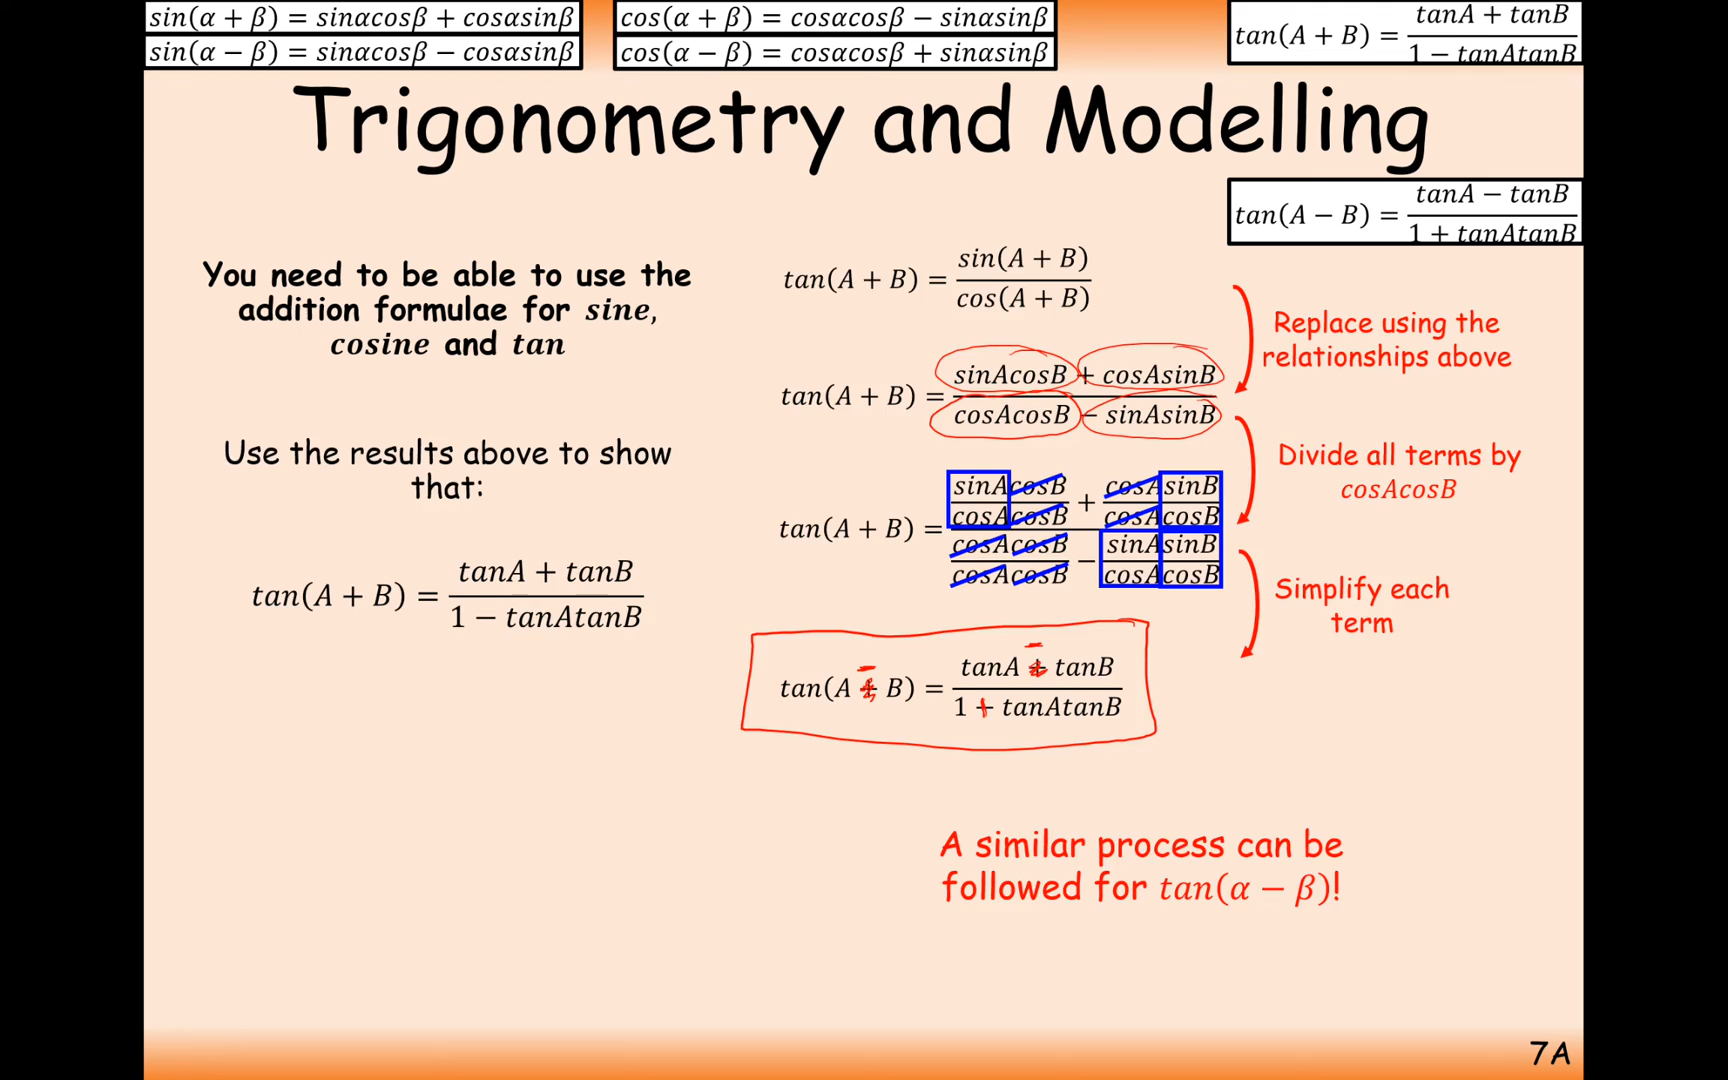 sin(α + β) = sinαcosβ + cosαsinβ
sin(α − β) = sinαcosβ − cosαsinβ
cos(α + β) = cosαcosβ − sinαsinβ
cos(α − β) = cosαcosβ + sinαsinβ
tan(A + B) = (tanA + tanB)/(1 − tanAtanB)
Trigonometry and Modelling
tan(A − B) = (tanA − tanB)/(1 + tanAtanB)
You need to be able to use the
addition formulae for sine,
cosine and tan
Use the results above to show
that:
tan(A + B) = (tanA + tanB)/(1 − tanAtanB)
tan(A + B) = sin(A + B)/cos(A + B)
Replace using the
relationships above
tan(A + B) = (sinAcosB + cosAsinB)/(cosAcosB − sinAsinB)
Divide all terms by
cosAcosB
tan(A + B) = (sinAcosB/cosAcosB + cosAsinB/cosAcosB)/(cosAcosB/cosAcosB − sinAsinB/cosAcosB)
Simplify each
term
tan(A − B) = (tanA − tanB)/(1 + tanAtanB)
A similar process can be
followed for tan(α − β)!
7A